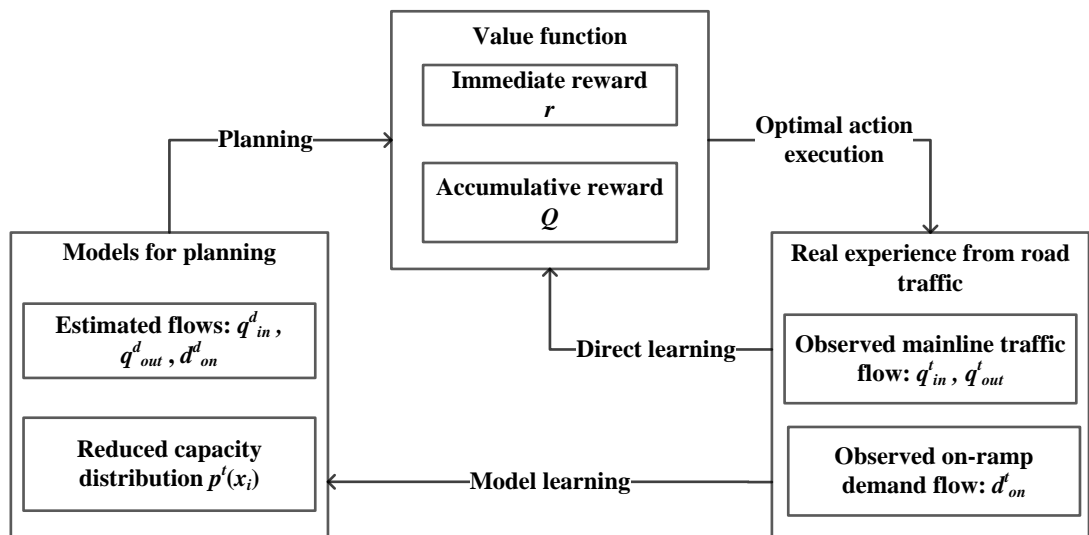 Value function
Immediate reward
r
Accumulative reward
Q
Planning
Optimal action
execution
Models for planning
Estimated flows: q^d_in ,
q^d_out , d^d_on
Reduced capacity
distribution p^t(x_i)
Real experience from road
traffic
Observed mainline traffic
flow: q^t_in , q^t_out
Observed on-ramp
demand flow: d^t_on
Direct learning
Model learning